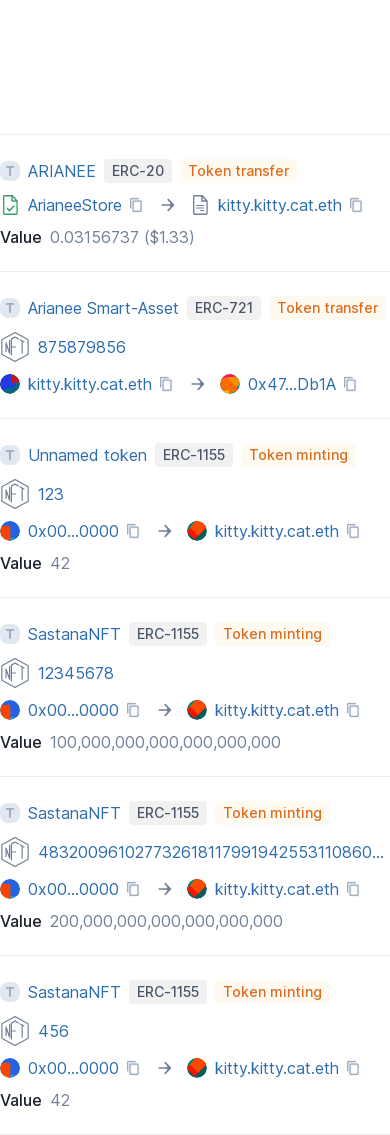 T ARIANEE ERC-20 Token transfer
ArianeeStore → kitty.kitty.cat.eth
Value 0.03156737 ($1.33)
T Arianee Smart-Asset ERC-721 Token transfer
NFT 875879856
kitty.kitty.cat.eth → 0x47...Db1A
T Unnamed token ERC-1155 Token minting
NFT 123
0x00...0000 → kitty.kitty.cat.eth
Value 42
T SastanaNFT ERC-1155 Token minting
NFT 12345678
0x00...0000 → kitty.kitty.cat.eth
Value 100,000,000,000,000,000,000
T SastanaNFT ERC-1155 Token minting
NFT 483200961027732618117991942553110860...
0x00...0000 → kitty.kitty.cat.eth
Value 200,000,000,000,000,000,000
T SastanaNFT ERC-1155 Token minting
NFT 456
0x00...0000 → kitty.kitty.cat.eth
Value 42